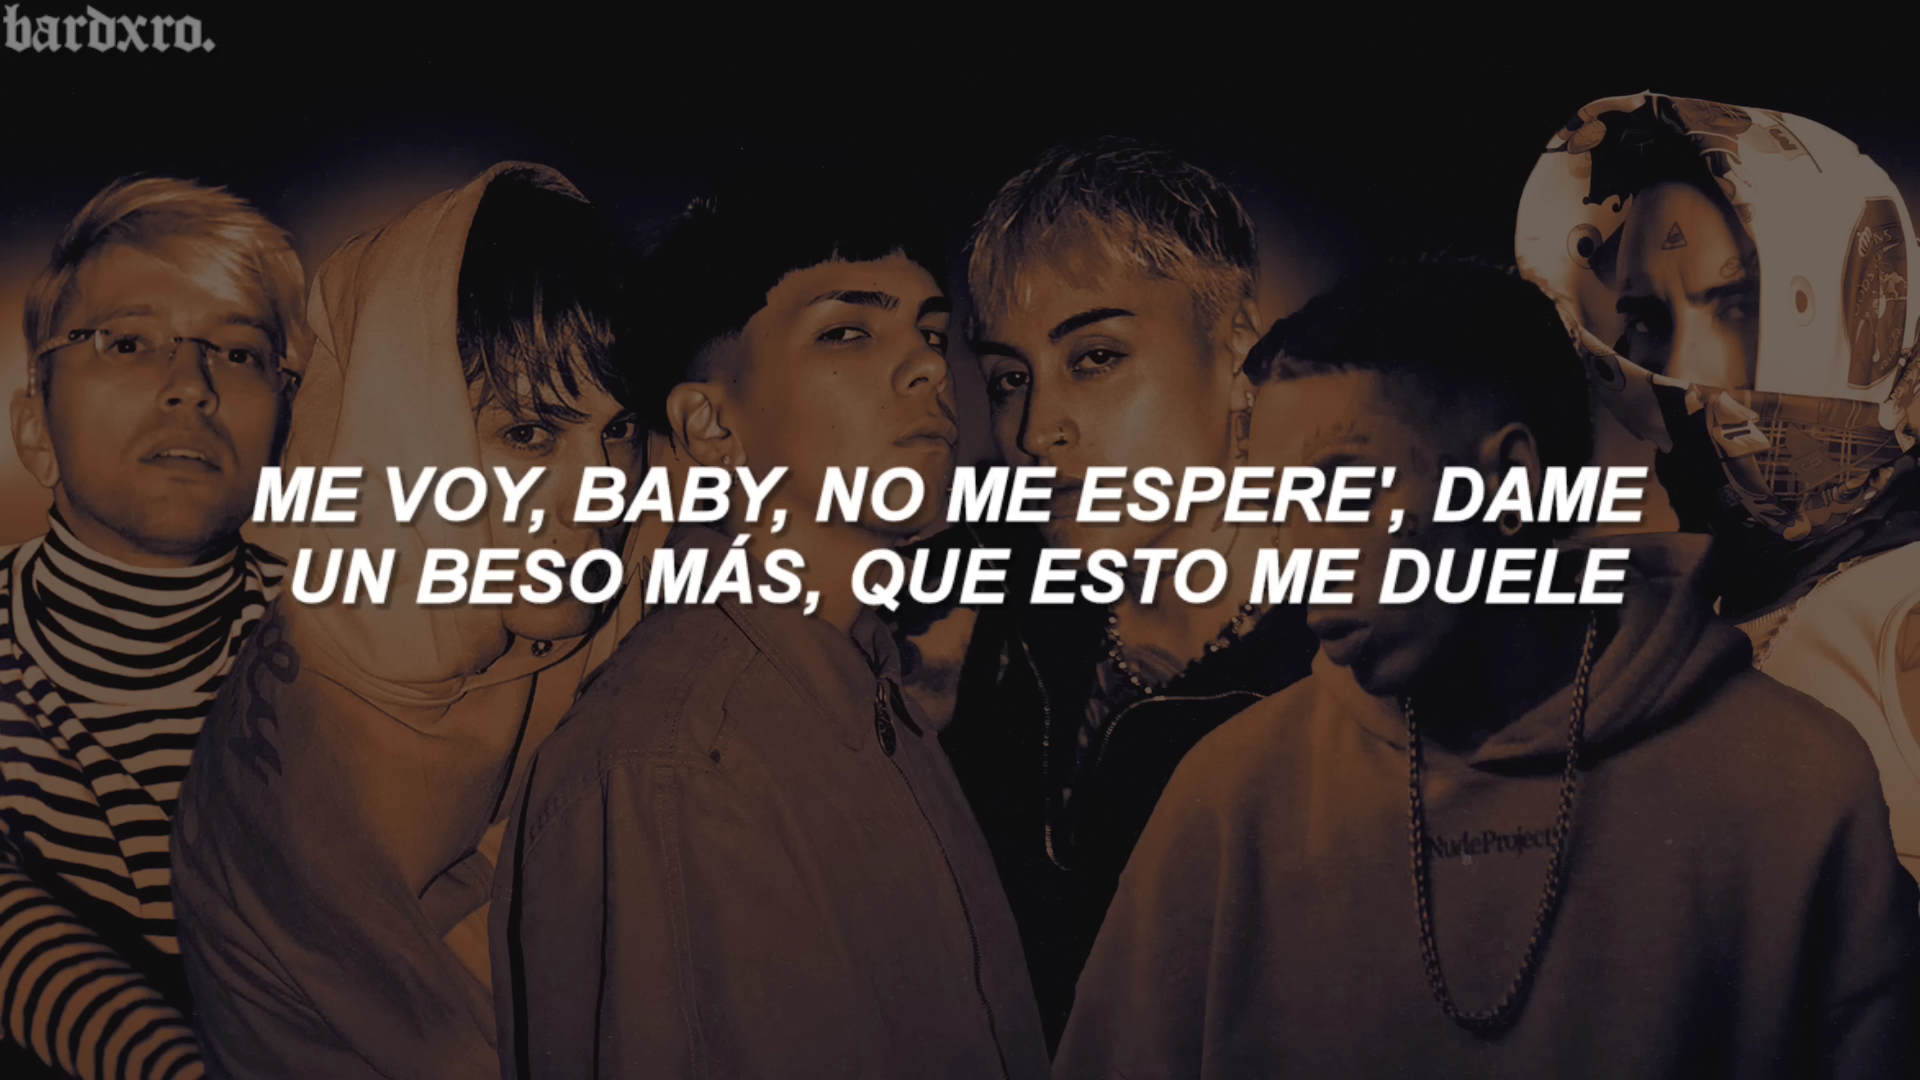 bardxro.
ME VOY, BABY, NO ME ESPERE', DAME
UN BESO MÁS, QUE ESTO ME DUELE
NudeProject